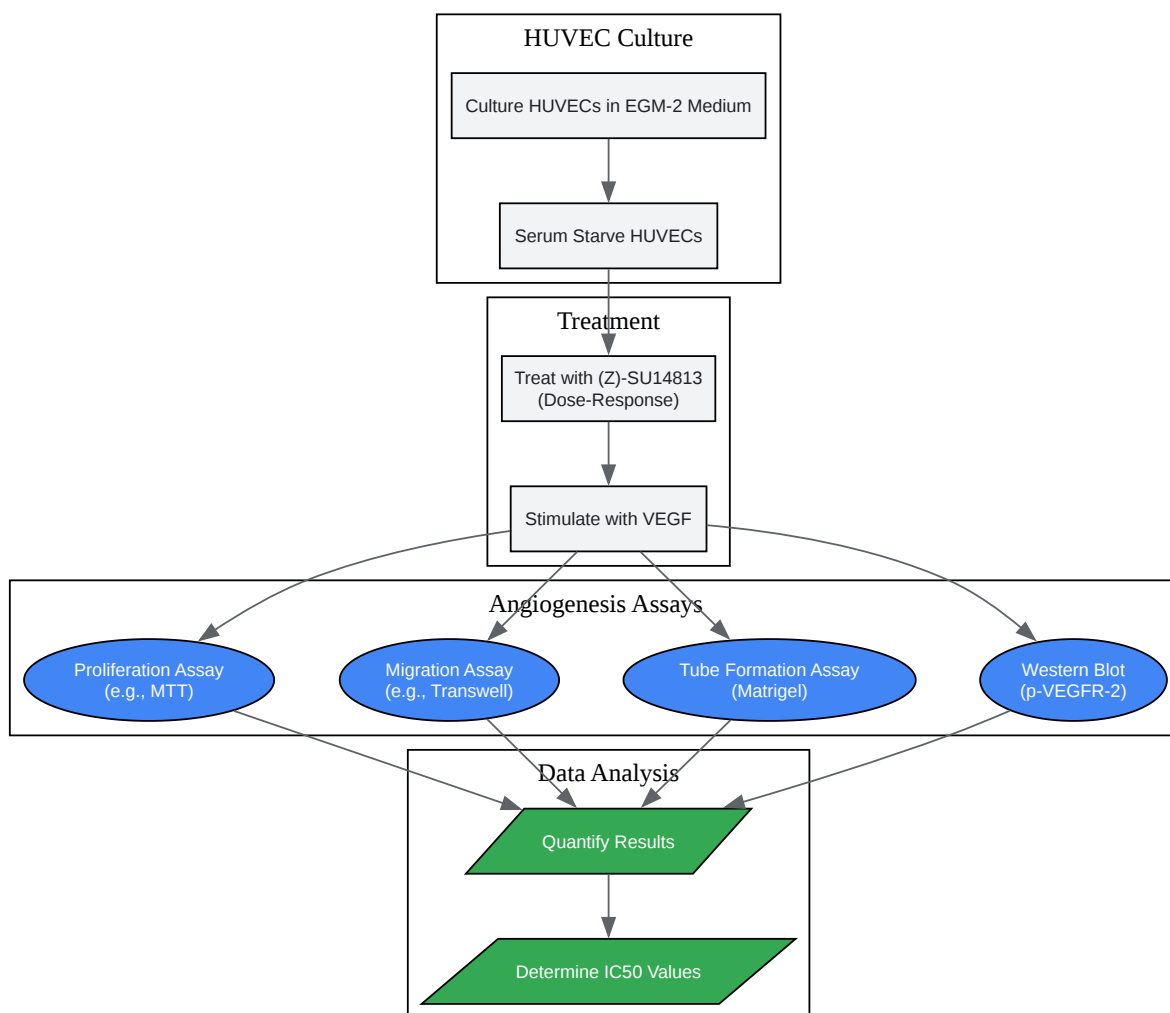 HUVEC Culture
Culture HUVECs in EGM-2 Medium
Serum Starve HUVECs
Treatment
Treat with (Z)-SU14813
(Dose-Response)
Stimulate with VEGF
Angiogenesis Assays
Proliferation Assay
(e.g., MTT)
Migration Assay
(e.g., Transwell)
Tube Formation Assay
(Matrigel)
Western Blot
(p-VEGFR-2)
Data Analysis
Quantify Results
Determine IC50 Values